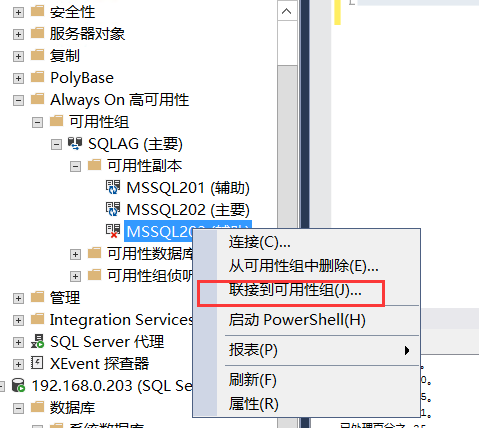 安全性
服务器对象
复制
PolyBase
Always On 高可用性
可用性组
SQLAG (主要)
可用性副本
MSSQL201 (辅助)
MSSQL202 (主要)
MSSQL203 (辅助)
连接(C)...
可用性数据库
从可用性组中删除(E)...
可用性组侦听
联接到可用性组(J)...
管理
Integration Services
启动 PowerShell(H)
SQL Server 代理
报表(P)
XEvent 探查器
刷新(F)
192.168.0.203 (SQL Se
属性(R)
数据库